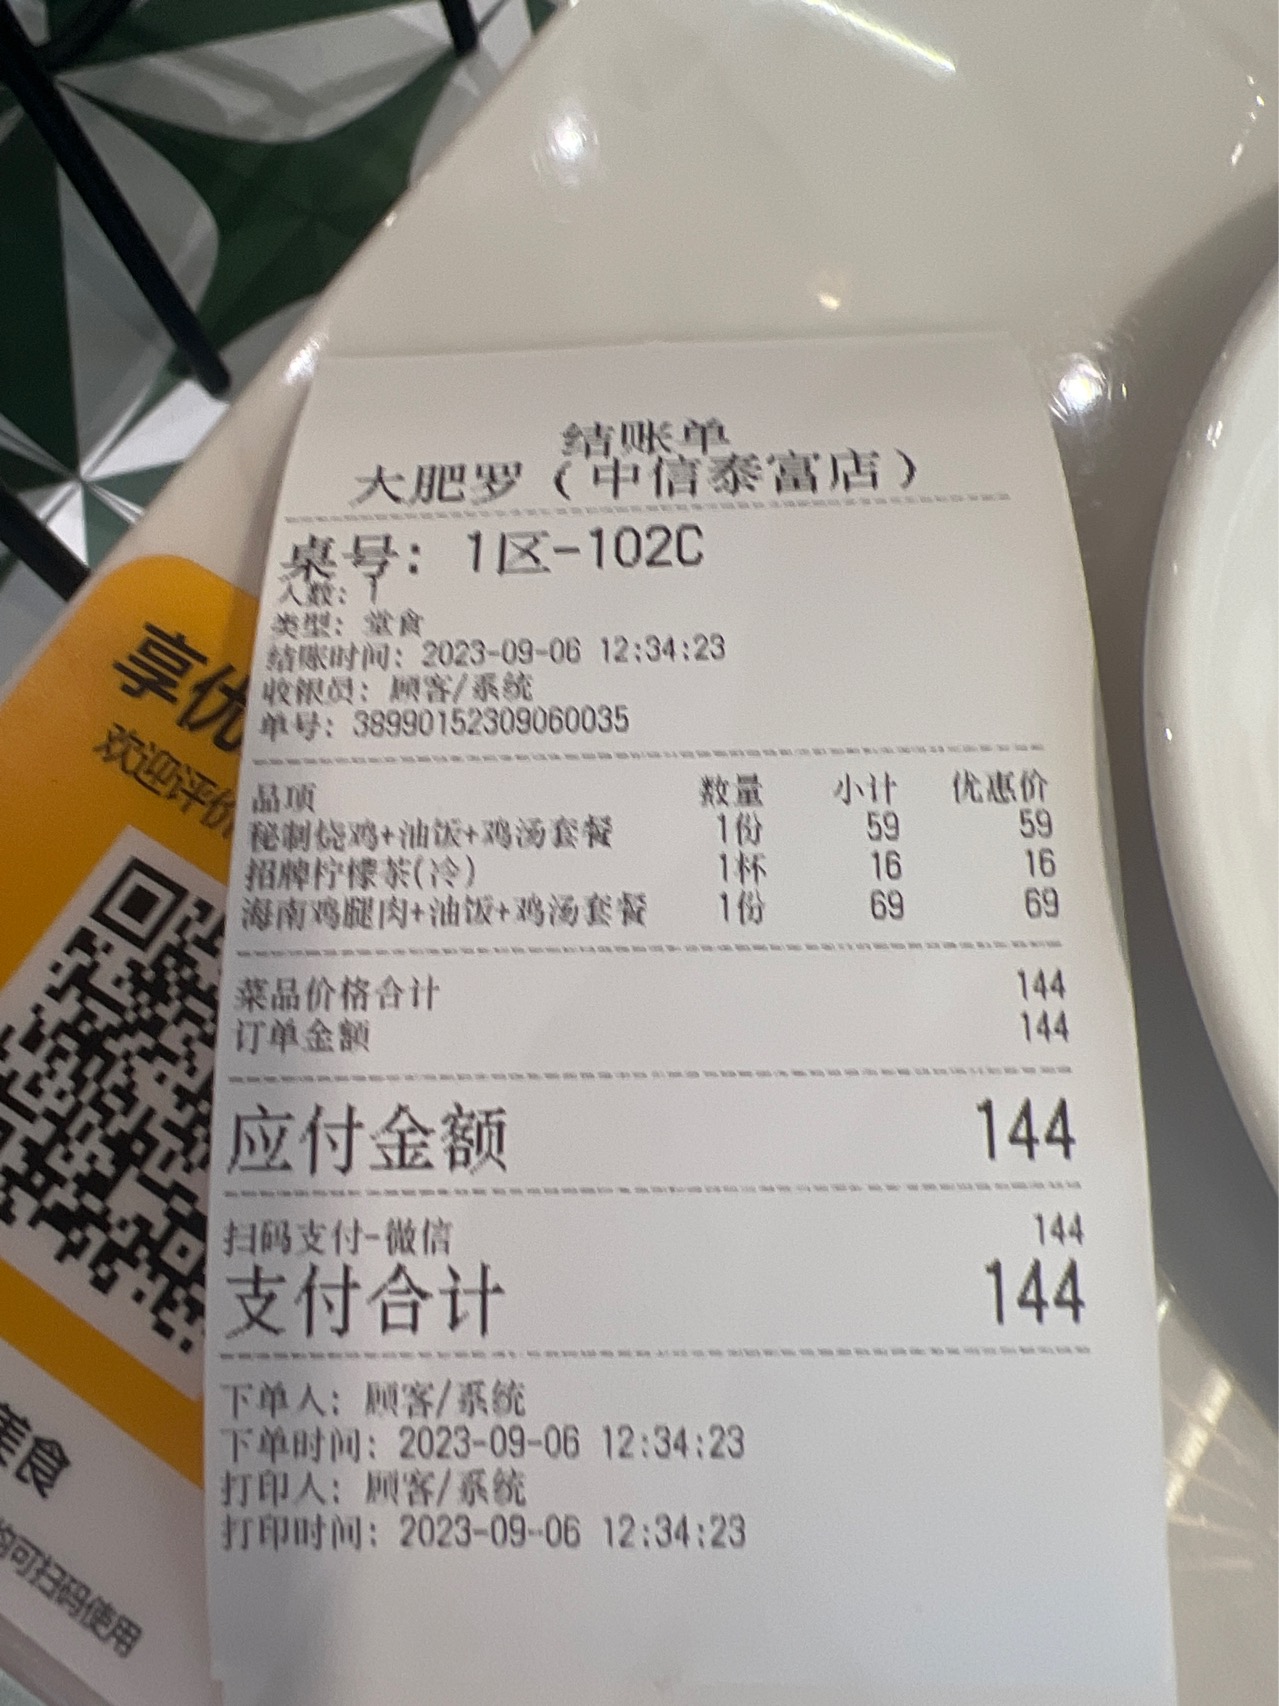 结账单
大肥罗（中信泰富店）
桌号：1区-102C
人数：1
类型：堂食
结账时间：2023-09-06 12:34:23
收银员：顾客/系统
单号：38990152309060035
品项 数量 小计 优惠价
秘制烧鸡+油饭+鸡汤套餐 1份 59 59
招牌柠檬茶(冷) 1杯 16 16
海南鸡腿肉+油饭+鸡汤套餐 1份 69 69
菜品价格合计 144
订单金额 144
应付金额 144
扫码支付-微信 144
支付合计 144
下单人：顾客/系统
下单时间：2023-09-06 12:34:23
打印人：顾客/系统
打印时间：2023-09-06 12:34:23
享优
欢迎评价
美食
可扫码使用